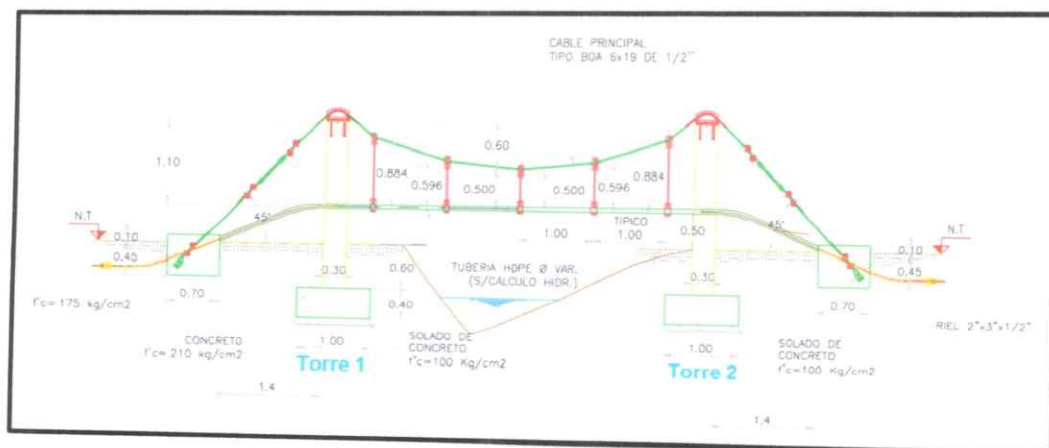 CABLE PRINCIPAL
TIPO BOA 6x19 DE 1/2"
1.10
0.60
0.884
0.596
0.500
0.500
0.596
0.884
N.T
N.T
45°
45°
TIPICO
1.00
1.00
0.50
0.10
0.45
0.10
0.45
0.30
0.60
TUBERIA HDPE Ø VAR.
(S/CALCULO HIDR.)
0.30
0.70
0.40
0.70
f'c=175 kg/cm2
RIEL 2"x3"x1/2"
CONCRETO
f'c=210 kg/cm2
1.00
SOLADO DE
CONCRETO
f'c=100 Kg/cm2
1.00
SOLADO DE
CONCRETO
f'c=100 Kg/cm2
Torre 1
Torre 2
1.4
1.4